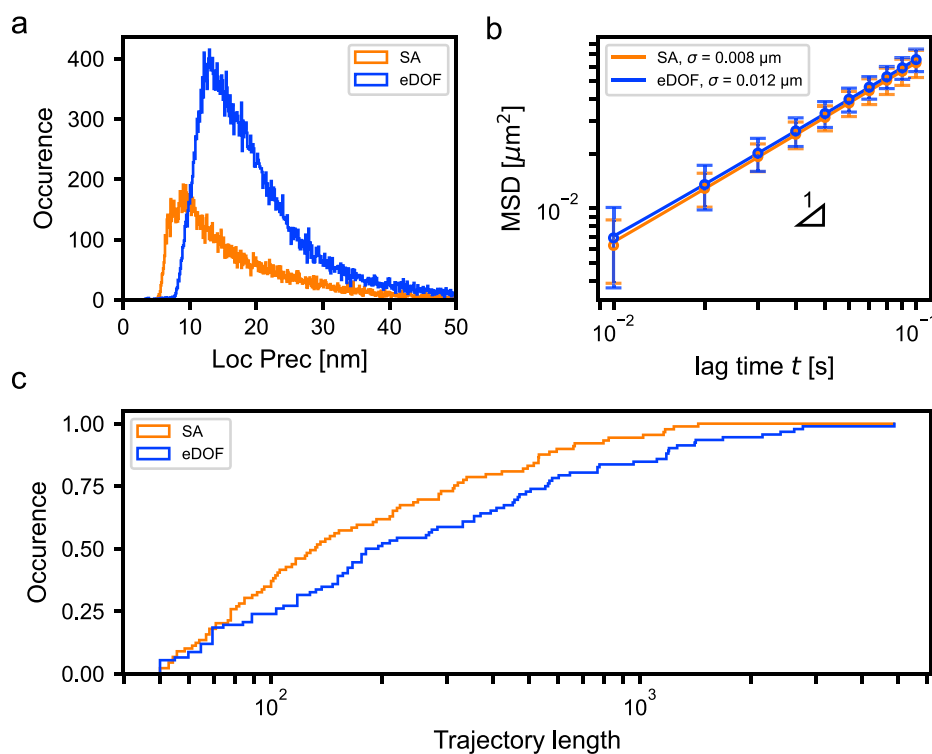 a
400
300
200
100
0
Occurence
SA
eDOF
0 10 20 30 40 50
Loc Prec [nm]
b
SA, σ = 0.008 µm
eDOF, σ = 0.012 µm
MSD [µm²]
10⁻²
1
10⁻² 10⁻¹
lag time t [s]
c
SA
eDOF
1.00
0.75
0.50
0.25
0.00
Occurence
10² 10³
Trajectory length